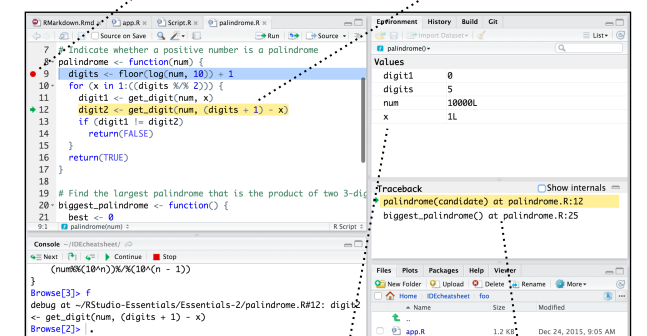 RMarkdown.Rmd app.R Script.R palindrome.R
Source on Save Run Source
7 # Indicate whether a positive number is a palindrome
8 palindrome <- function(num) {
9 digits <- floor(log(num, 10)) + 1
10 for (x in 1:((digits %/% 2))) {
11 digit1 <- get_digit(num, x)
12 digit2 <- get_digit(num, (digits + 1) - x)
13 if (digit1 != digit2)
14 return(FALSE)
15 }
16 return(TRUE)
17 }
18
19 # Find the largest palindrome that is the product of two 3-dig
20 biggest_palindrome <- function() {
21 best <- 0
9:1 palindrome(num) R Script
Console ~/IDEcheatsheet/
Next Continue Stop
(num%%(10^n))%/%(10^(n - 1))
}
Browse[3]> f
debug at ~/RStudio-Essentials/Essentials-2/palindrome.R#12: digit2
<- get_digit(num, (digits + 1) - x)
Browse[2]>
Environment History Build Git
Import Dataset List
palindrome()
Values
digit1 0
digits 5
num 10000L
x 1L
Traceback Show internals
palindrome(candidate) at palindrome.R:12
biggest_palindrome() at palindrome.R:25
Files Plots Packages Help Viewer
New Folder Upload Delete Rename More
Home IDEcheatsheet foo
Name Size Modified
..
app.R 1.2 KB Dec 24, 2015, 9:05 AM